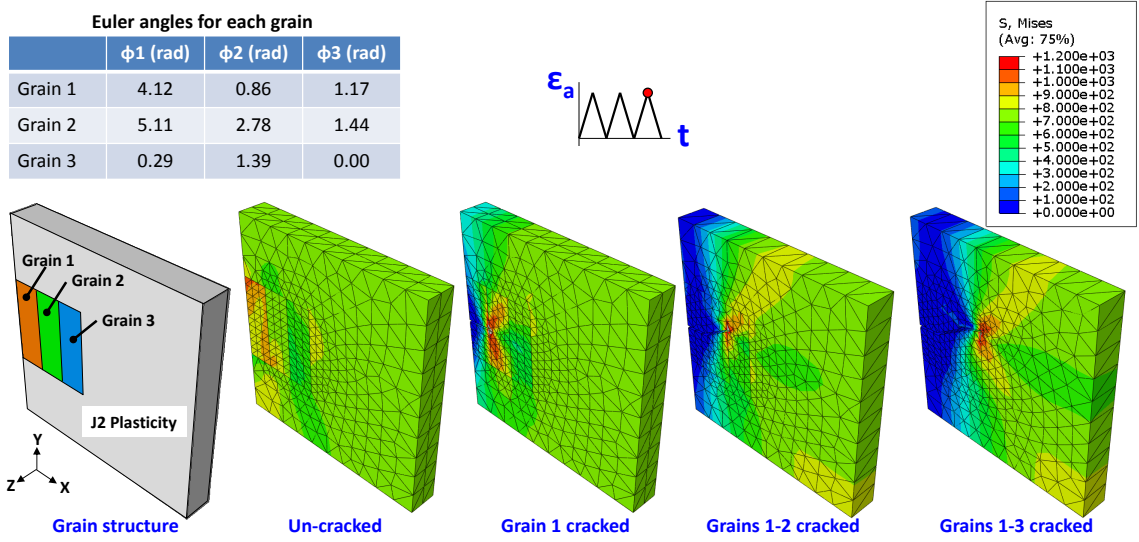 Euler angles for each grain
ϕ1 (rad) ϕ2 (rad) ϕ3 (rad)
Grain 1 4.12 0.86 1.17
Grain 2 5.11 2.78 1.44
Grain 3 0.29 1.39 0.00
εa
t
S, Mises
(Avg: 75%)
+1.200e+03
+1.100e+03
+1.000e+03
+9.000e+02
+8.000e+02
+7.000e+02
+6.000e+02
+5.000e+02
+4.000e+02
+3.000e+02
+2.000e+02
+1.000e+02
+0.000e+00
Grain 1
Grain 2
Grain 3
J2 Plasticity
Y
Z X
Grain structure Un-cracked Grain 1 cracked Grains 1-2 cracked Grains 1-3 cracked